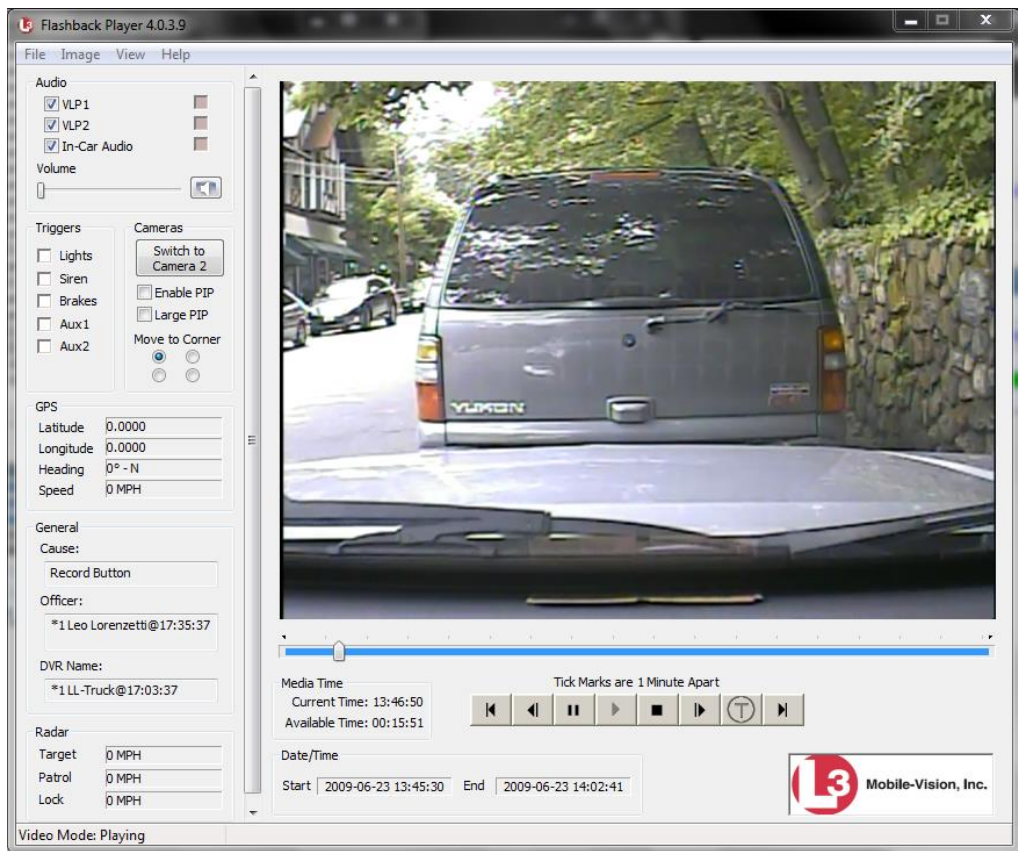 L3 Flashback Player 4.0.3.9
File Image View Help
Audio
VLP1
VLP2
In-Car Audio
Volume
Triggers
Lights
Siren
Brakes
Aux1
Aux2
Cameras
Switch to
Camera 2
Enable PIP
Large PIP
Move to Corner
GPS
Latitude 0.0000
Longitude 0.0000
Heading 0° - N
Speed 0 MPH
General
Cause:
Record Button
Officer:
*1 Leo Lorenzetti@17:35:37
DVR Name:
*1 LL-Truck@17:03:37
Radar
Target 0 MPH
Patrol 0 MPH
Lock 0 MPH
Video Mode: Playing
YUKON
Tick Marks are 1 Minute Apart
Media Time
Current Time: 13:46:50
Available Time: 00:15:51
T
Date/Time
Start 2009-06-23 13:45:30 End 2009-06-23 14:02:41
L3 Mobile-Vision, Inc.